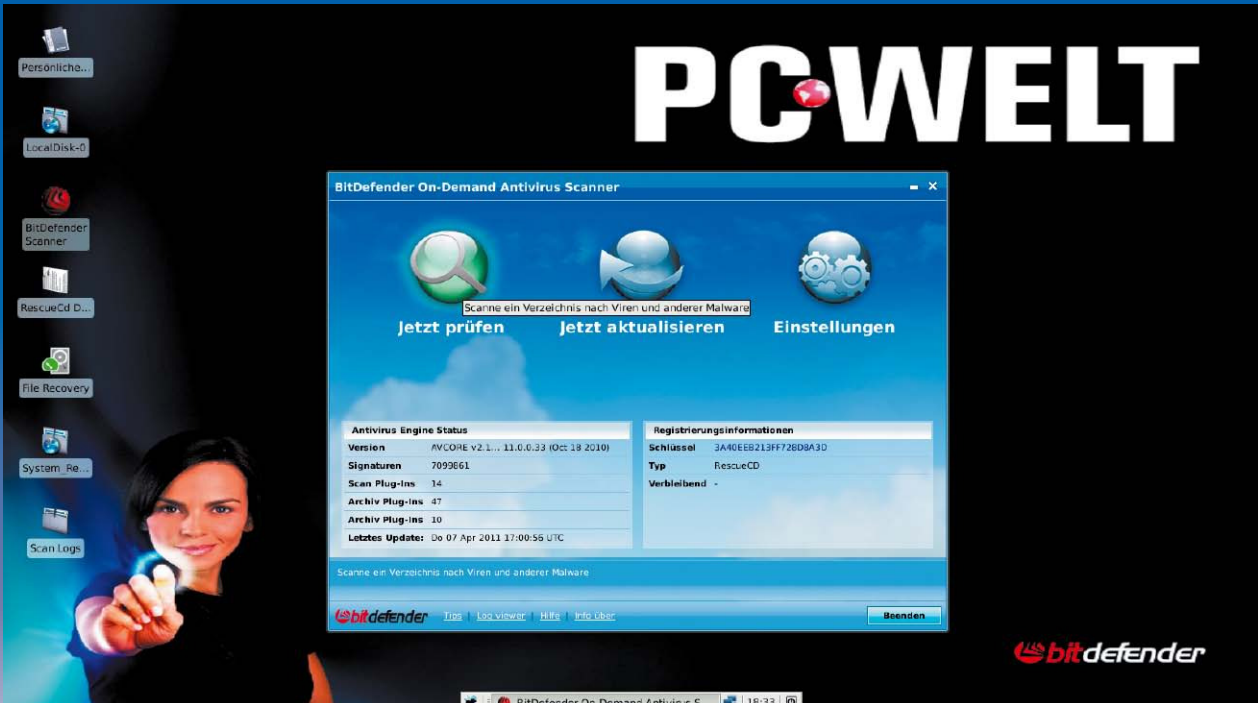 PC WELT
Persönliche...
LocalDisk-0
BitDefender
Scanner
RescueCd D...
File Recovery
System_Re...
Scan Logs
BitDefender On-Demand Antivirus Scanner
Scanne ein Verzeichnis nach Viren und anderer Malware
Jetzt prüfen
Jetzt aktualisieren
Einstellungen
Antivirus Engine Status
Version AVCORE v2.1... 11.0.0.33 (Oct 18 2010)
Signaturen 7099861
Scan Plug-Ins 14
Archiv Plug-Ins 47
Archiv Plug-Ins 10
Letztes Update: Do 07 Apr 2011 17:00:56 UTC
Registrierungsinformationen
Schlüssel 3A40EEB213FF728D8A3D
Typ RescueCD
Verbleibend -
Scanne ein Verzeichnis nach Viren und anderer Malware
bitdefender
Tips | Log viewer | Hilfe | Info über
Beenden
bitdefender
BitDefender On-Demand Antivirus S...
18:33